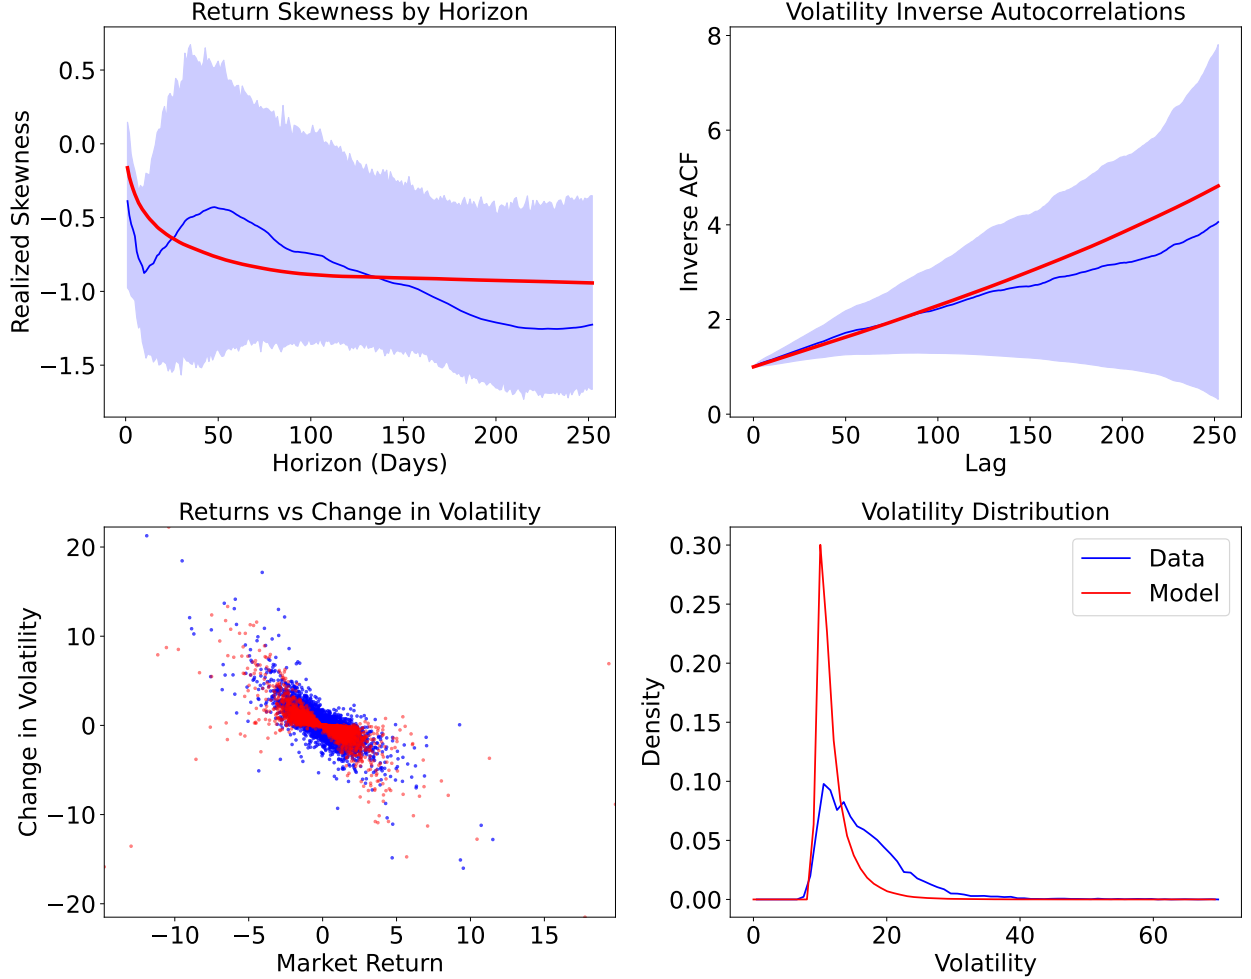 Return Skewness by Horizon
Realized Skewness
0.5
0.0
−0.5
−1.0
−1.5
0 50 100 150 200 250
Horizon (Days)
Volatility Inverse Autocorrelations
Inverse ACF
8
6
4
2
0
0 50 100 150 200 250
Lag
Returns vs Change in Volatility
Change in Volatility
20
10
0
−10
−20
−10 −5 0 5 10 15
Market Return
Volatility Distribution
Density
0.30
0.25
0.20
0.15
0.10
0.05
0.00
Data
Model
0 20 40 60
Volatility